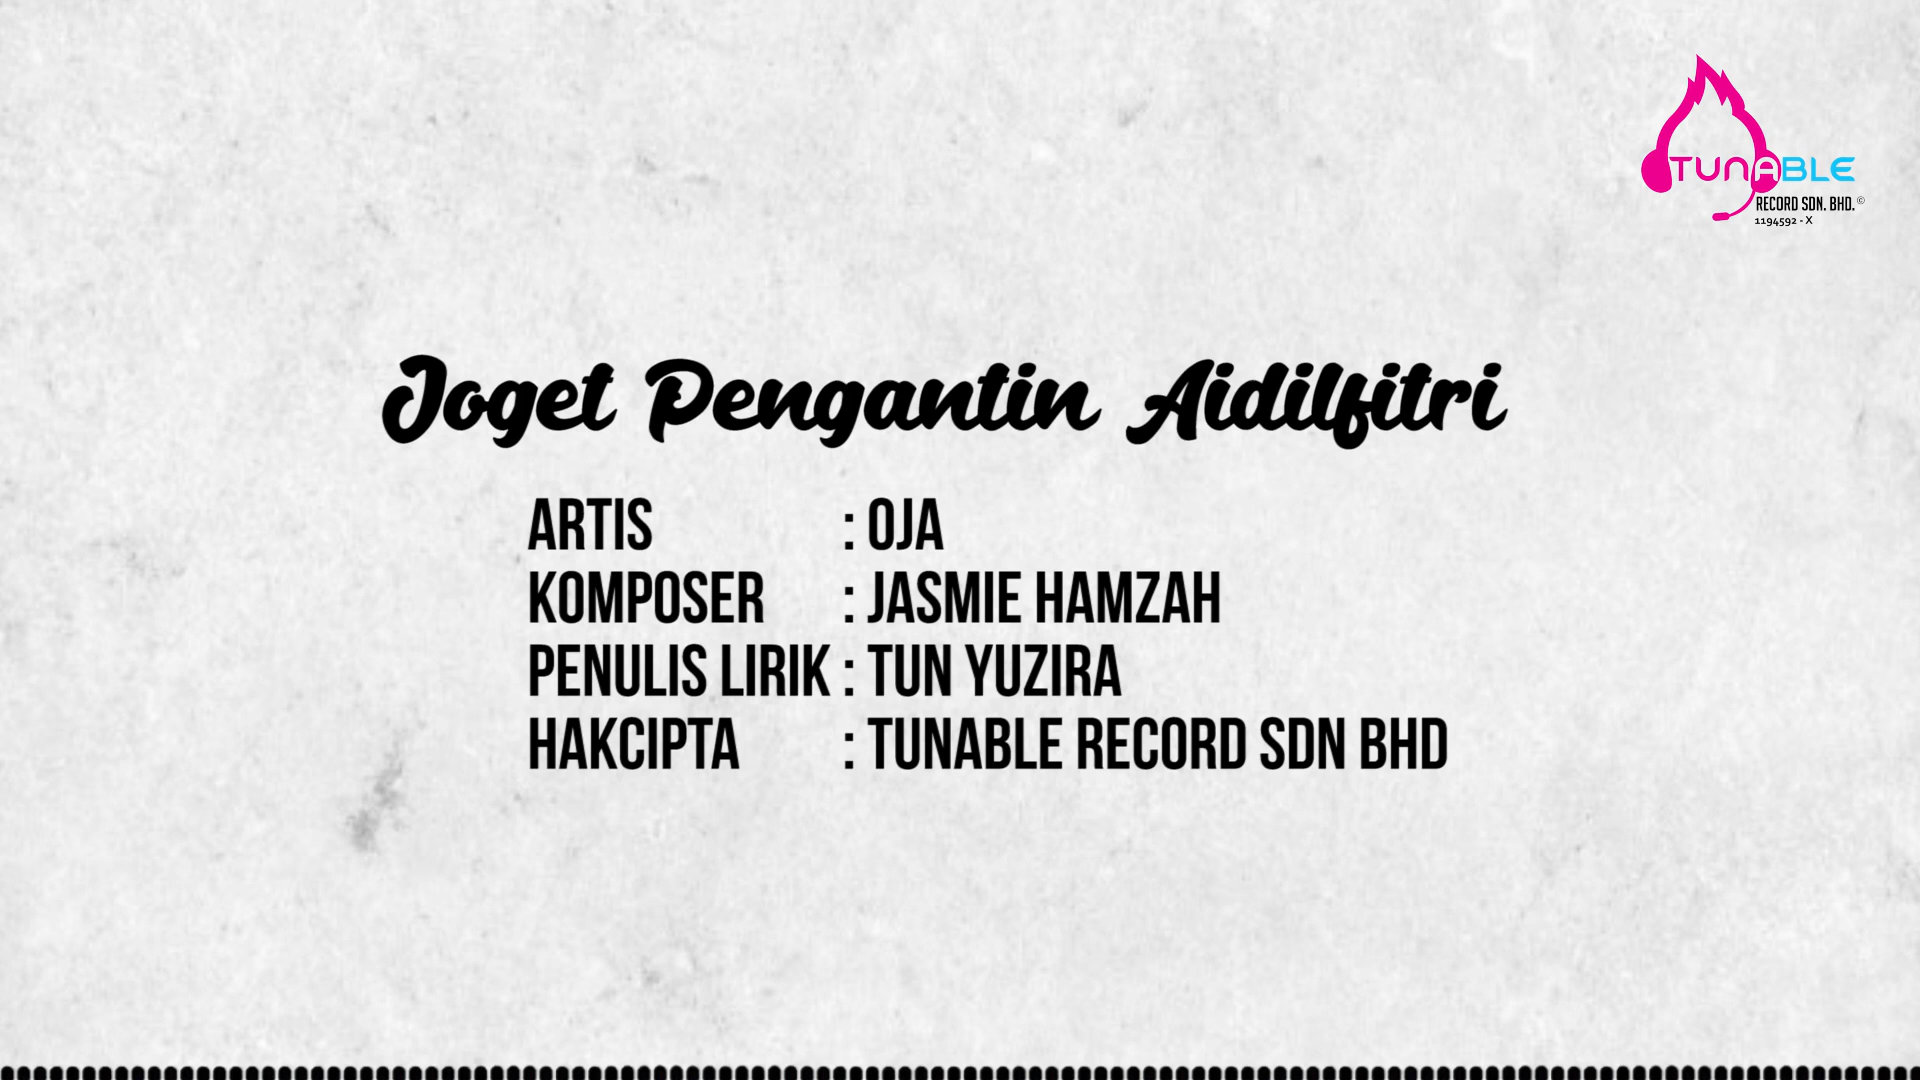 TUNABLE
RECORD SDN. BHD.©
1194592 - X
Joget Pengantin Aidilfitri
ARTIS : OJA
KOMPOSER : JASMIE HAMZAH
PENULIS LIRIK : TUN YUZIRA
HAKCIPTA : TUNABLE RECORD SDN BHD